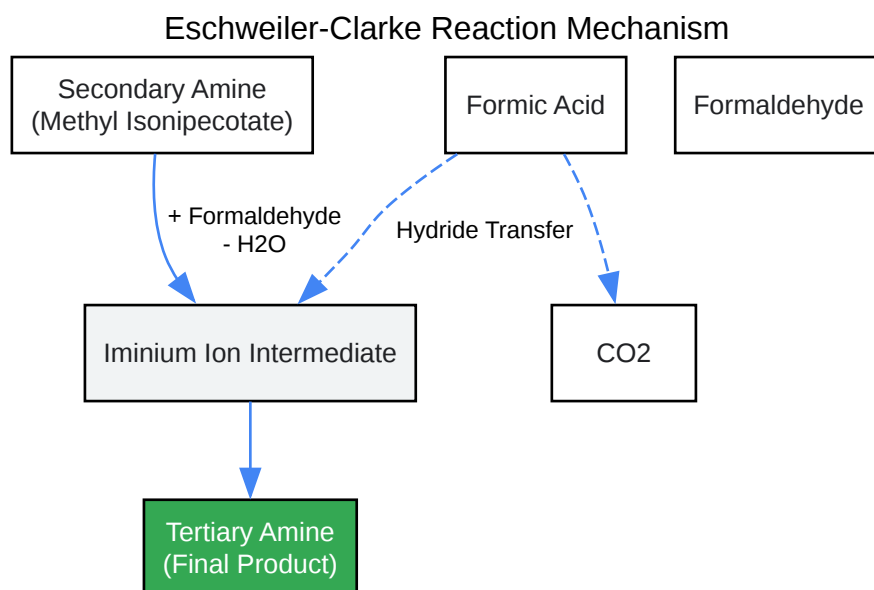 Eschweiler-Clarke Reaction Mechanism
Secondary Amine
(Methyl Isonipecotate)
Formic Acid
Formaldehyde
+ Formaldehyde
- H2O
Hydride Transfer
Iminium Ion Intermediate
CO2
Tertiary Amine
(Final Product)